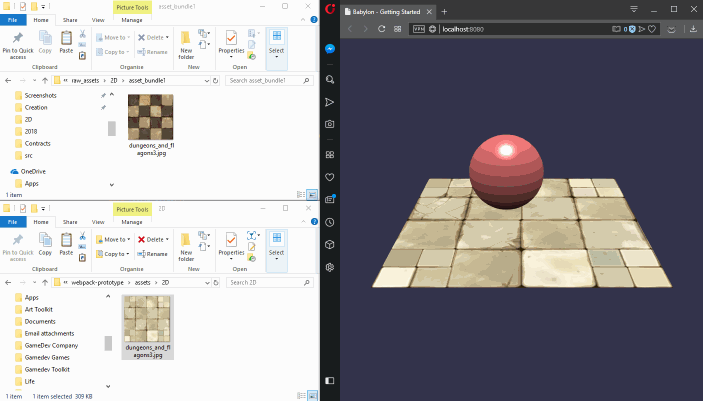 Picture Tools
asset_bundle1
File
Home
Share
View
Manage
Pin to Quick
access
Copy
Paste
Move to
Copy to
Delete
Rename
New
folder
Properties
Select
Clipboard
Organise
New
Open
raw_assets
2D
asset_bundle1
Search asset_bundle1
Screenshots
Creation
2D
2018
Contracts
src
OneDrive
Apps
dungeons_and_fl
agons3.jpg
1 item
Picture Tools
2D
File
Home
Share
View
Manage
Pin to Quick
access
Copy
Paste
Move to
Copy to
Delete
Rename
New
folder
Properties
Select
Clipboard
Organise
New
Open
webpack-prototype
assets
2D
Search 2D
Apps
Art Toolkit
Documents
Email attachments
GameDev Company
Gamedev Games
Gamedev Toolkit
Life
dungeons_and_fl
agons3.jpg
1 item
1 item selected 309 KB
Babylon - Getting Started
VPN
localhost:8080
0